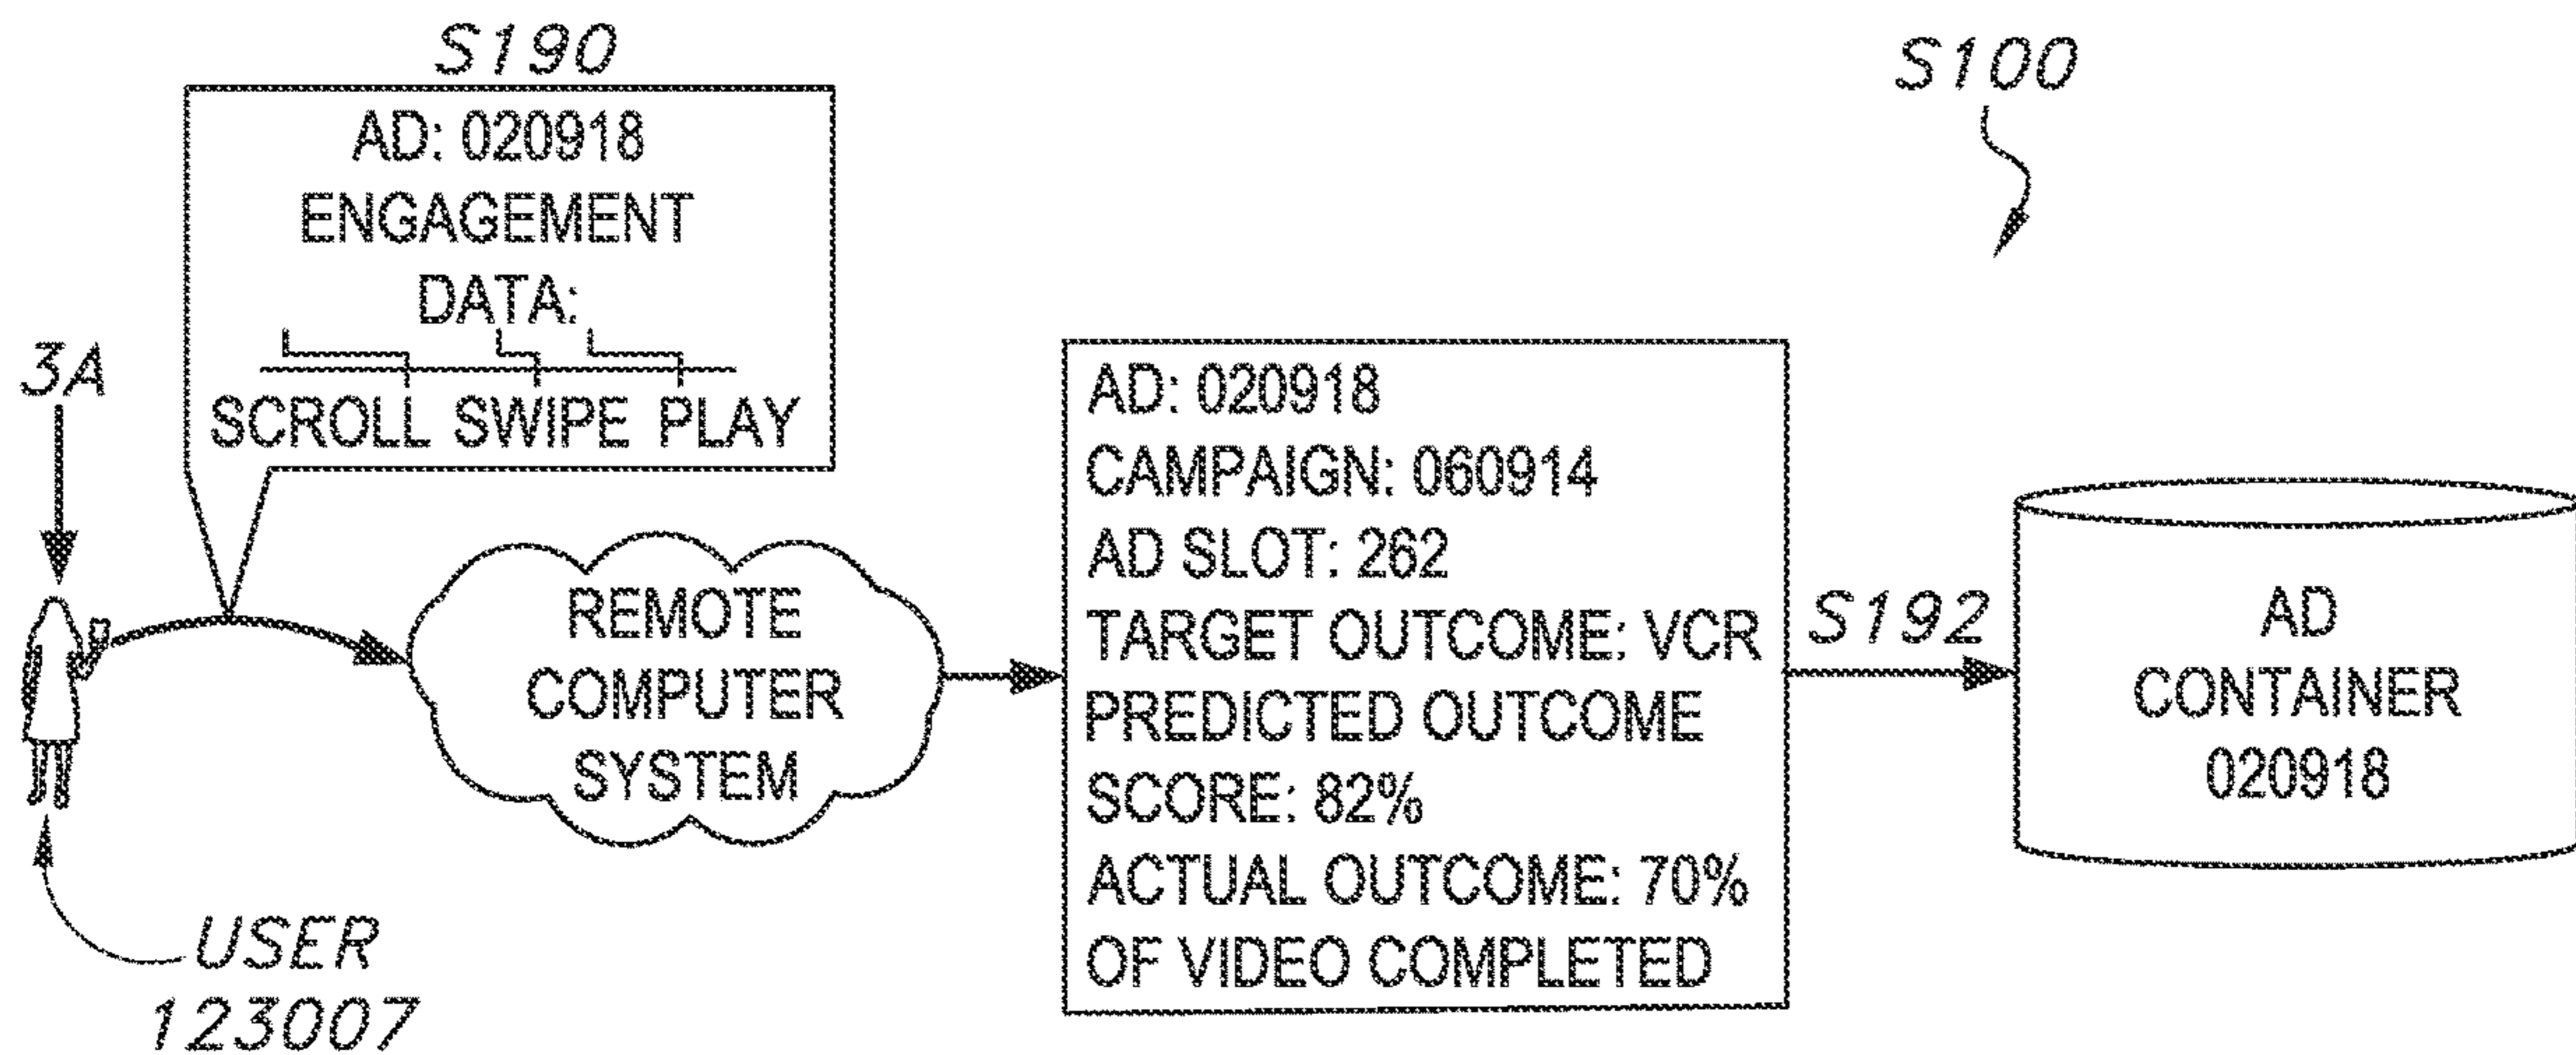 S190
S100
AD: 020918
ENGAGEMENT
DATA:
SCROLL SWIPE PLAY
3A
USER
123007
REMOTE
COMPUTER
SYSTEM
AD: 020918
CAMPAIGN: 060914
AD SLOT: 262
TARGET OUTCOME: VCR
PREDICTED OUTCOME
SCORE: 82%
ACTUAL OUTCOME: 70%
OF VIDEO COMPLETED
S192
AD
CONTAINER
020918